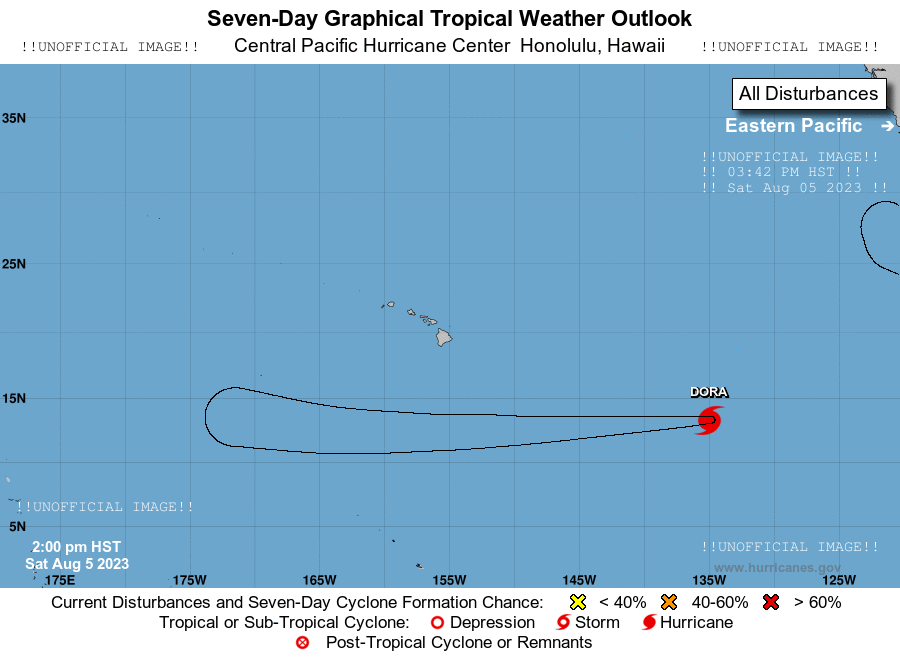 Seven-Day Graphical Tropical Weather Outlook
!!UNOFFICIAL IMAGE!! Central Pacific Hurricane Center Honolulu, Hawaii !!UNOFFICIAL IMAGE!!
All Disturbances
35N
Eastern Pacific →
!!UNOFFICIAL IMAGE!!
!! 03:42 PM HST !!
!! Sat Aug 05 2023 !!
25N
DORA
15N
!!UNOFFICIAL IMAGE!!
5N
2:00 pm HST
!!UNOFFICIAL IMAGE!!
Sat Aug 5 2023
www.hurricanes.gov
175E 175W 165W 155W 145W 135W 125W
Current Disturbances and Seven-Day Cyclone Formation Chance: < 40% 40-60% > 60%
Tropical or Sub-Tropical Cyclone: Depression Storm Hurricane
Post-Tropical Cyclone or Remnants